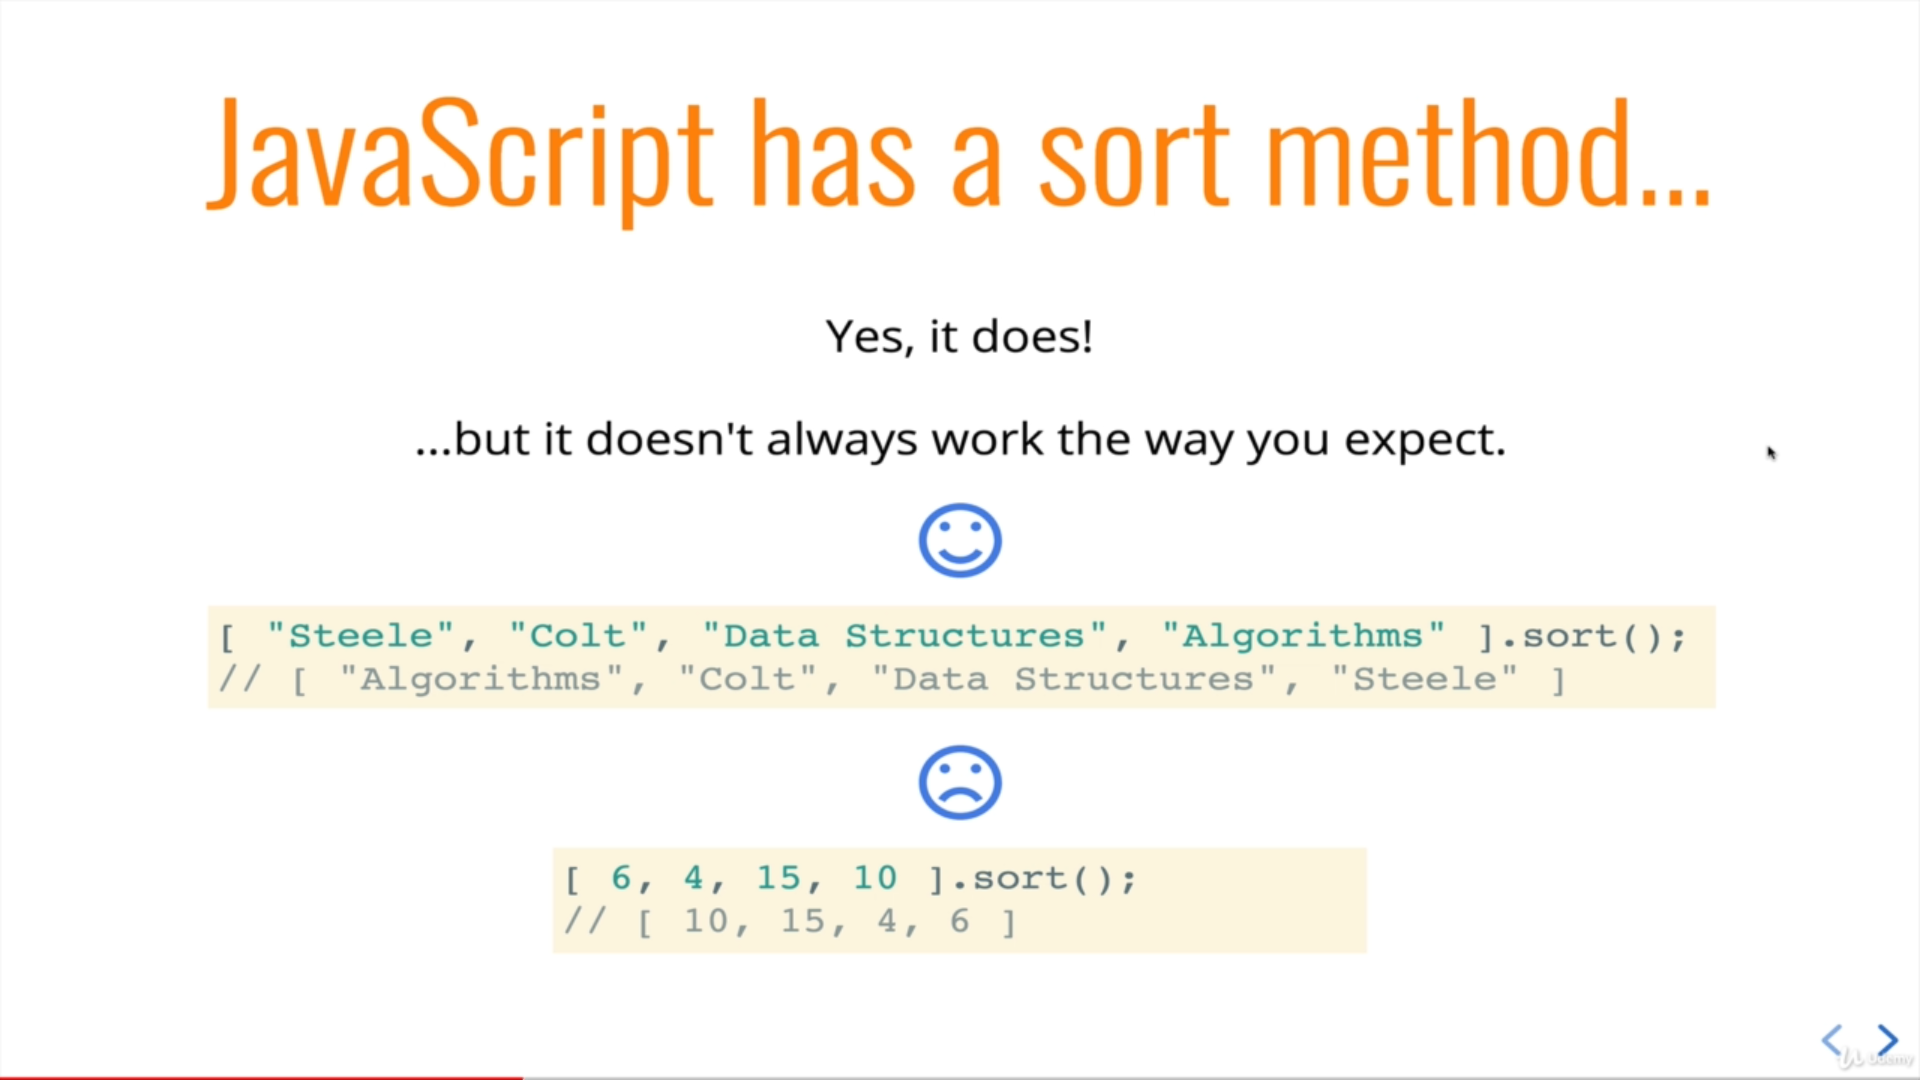 JavaScript has a sort method...
Yes, it does!
...but it doesn't always work the way you expect.
[ "Steele", "Colt", "Data Structures", "Algorithms" ].sort();
// [ "Algorithms", "Colt", "Data Structures", "Steele" ]
[ 6, 4, 15, 10 ].sort();
// [ 10, 15, 4, 6 ]
Udemy